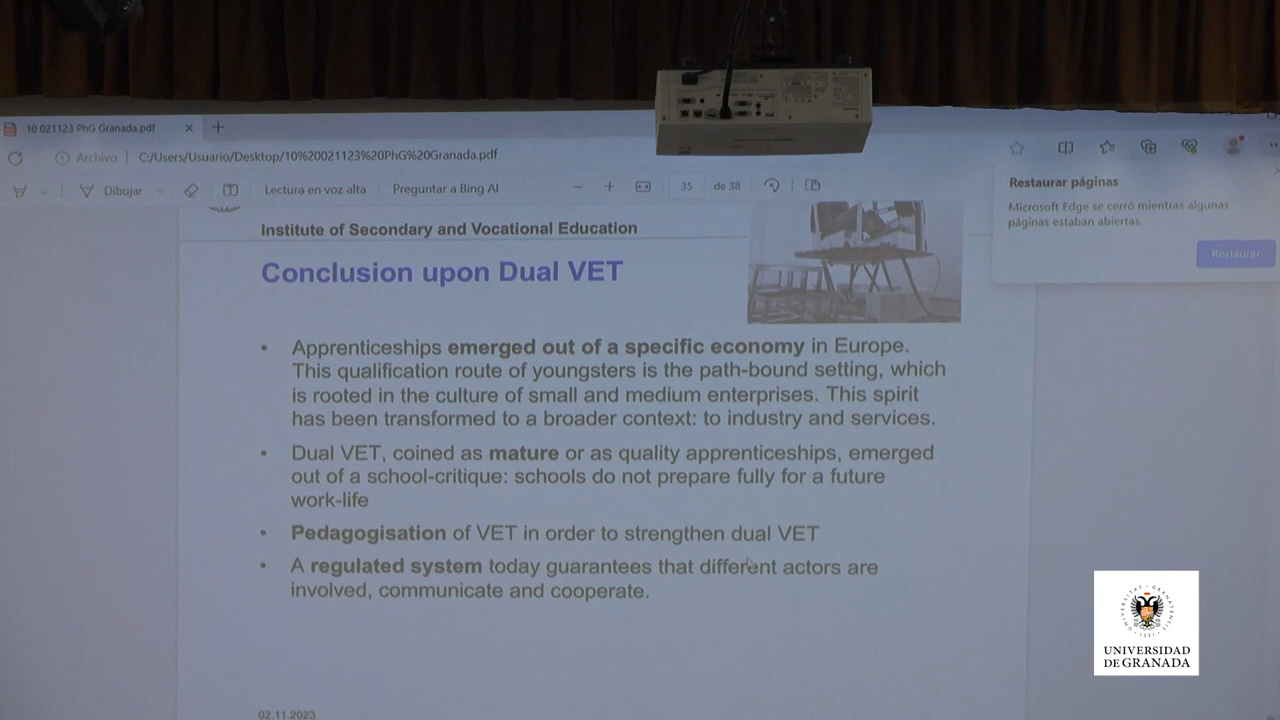 10 021123 PhG Granada.pdf
Archivo
C:/Users/Usuario/Desktop/10%20021123%20PhG%20Granada.pdf
Dibujar
Lectura en voz alta
Preguntar a Bing AI
35
de 38
Restaurar páginas
Microsoft Edge se cerró mientras algunas
páginas estaban abiertas.
Restaurar
Institute of Secondary and Vocational Education
Conclusion upon Dual VET
• Apprenticeships emerged out of a specific economy in Europe.
This qualification route of youngsters is the path-bound setting, which
is rooted in the culture of small and medium enterprises. This spirit
has been transformed to a broader context: to industry and services.
• Dual VET, coined as mature or as quality apprenticeships, emerged
out of a school-critique: schools do not prepare fully for a future
work-life
• Pedagogisation of VET in order to strengthen dual VET
• A regulated system today guarantees that different actors are
involved, communicate and cooperate.
02.11.2023
UNIVERSIDAD
DE GRANADA